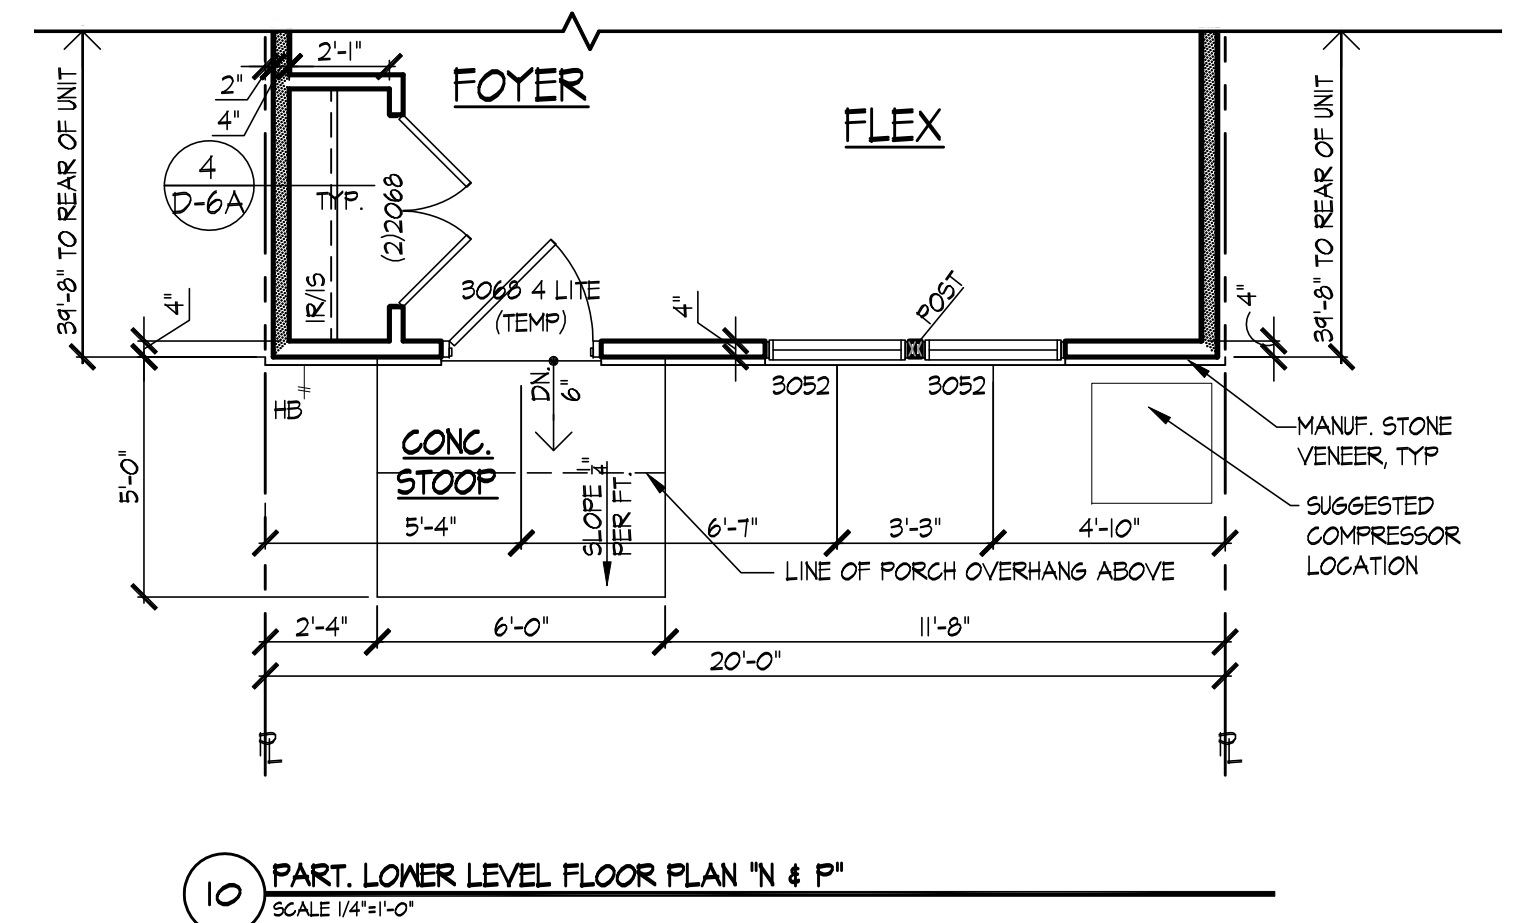 2'-1"
2"
4"
FOYER
FLEX
39'-8" TO REAR OF UNIT
39'-8" TO REAR OF UNIT
4
D-6A
TYP.
(2)2068
1R/1S
3068 4 LITE
(TEMP)
4"
4"
POST
4"
HB
DN.
6"
3052
3052
CONC.
STOOP
SLOPE 1/4"
PER FT.
MANUF. STONE
VENEER, TYP
SUGGESTED
COMPRESSOR
LOCATION
5'-0"
5'-4"
6'-7"
3'-3"
4'-10"
LINE OF PORCH OVERHANG ABOVE
2'-4"
6'-0"
11'-8"
20'-0"
PL
PL
10
PART. LOWER LEVEL FLOOR PLAN "N & P"
SCALE 1/4"=1'-0"